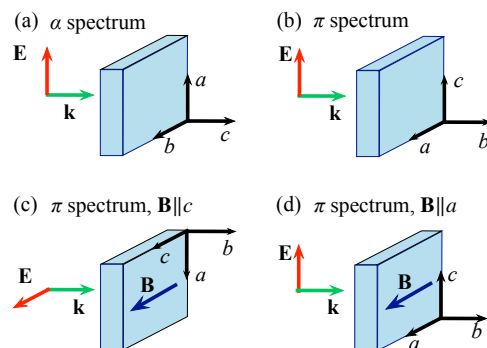 (a) α spectrum
E
k
a
b
c
(b) π spectrum
E
k
c
a
b
(c) π spectrum, B||c
E
k
B
c
b
a
(d) π spectrum, B||a
E
k
B
c
a
b